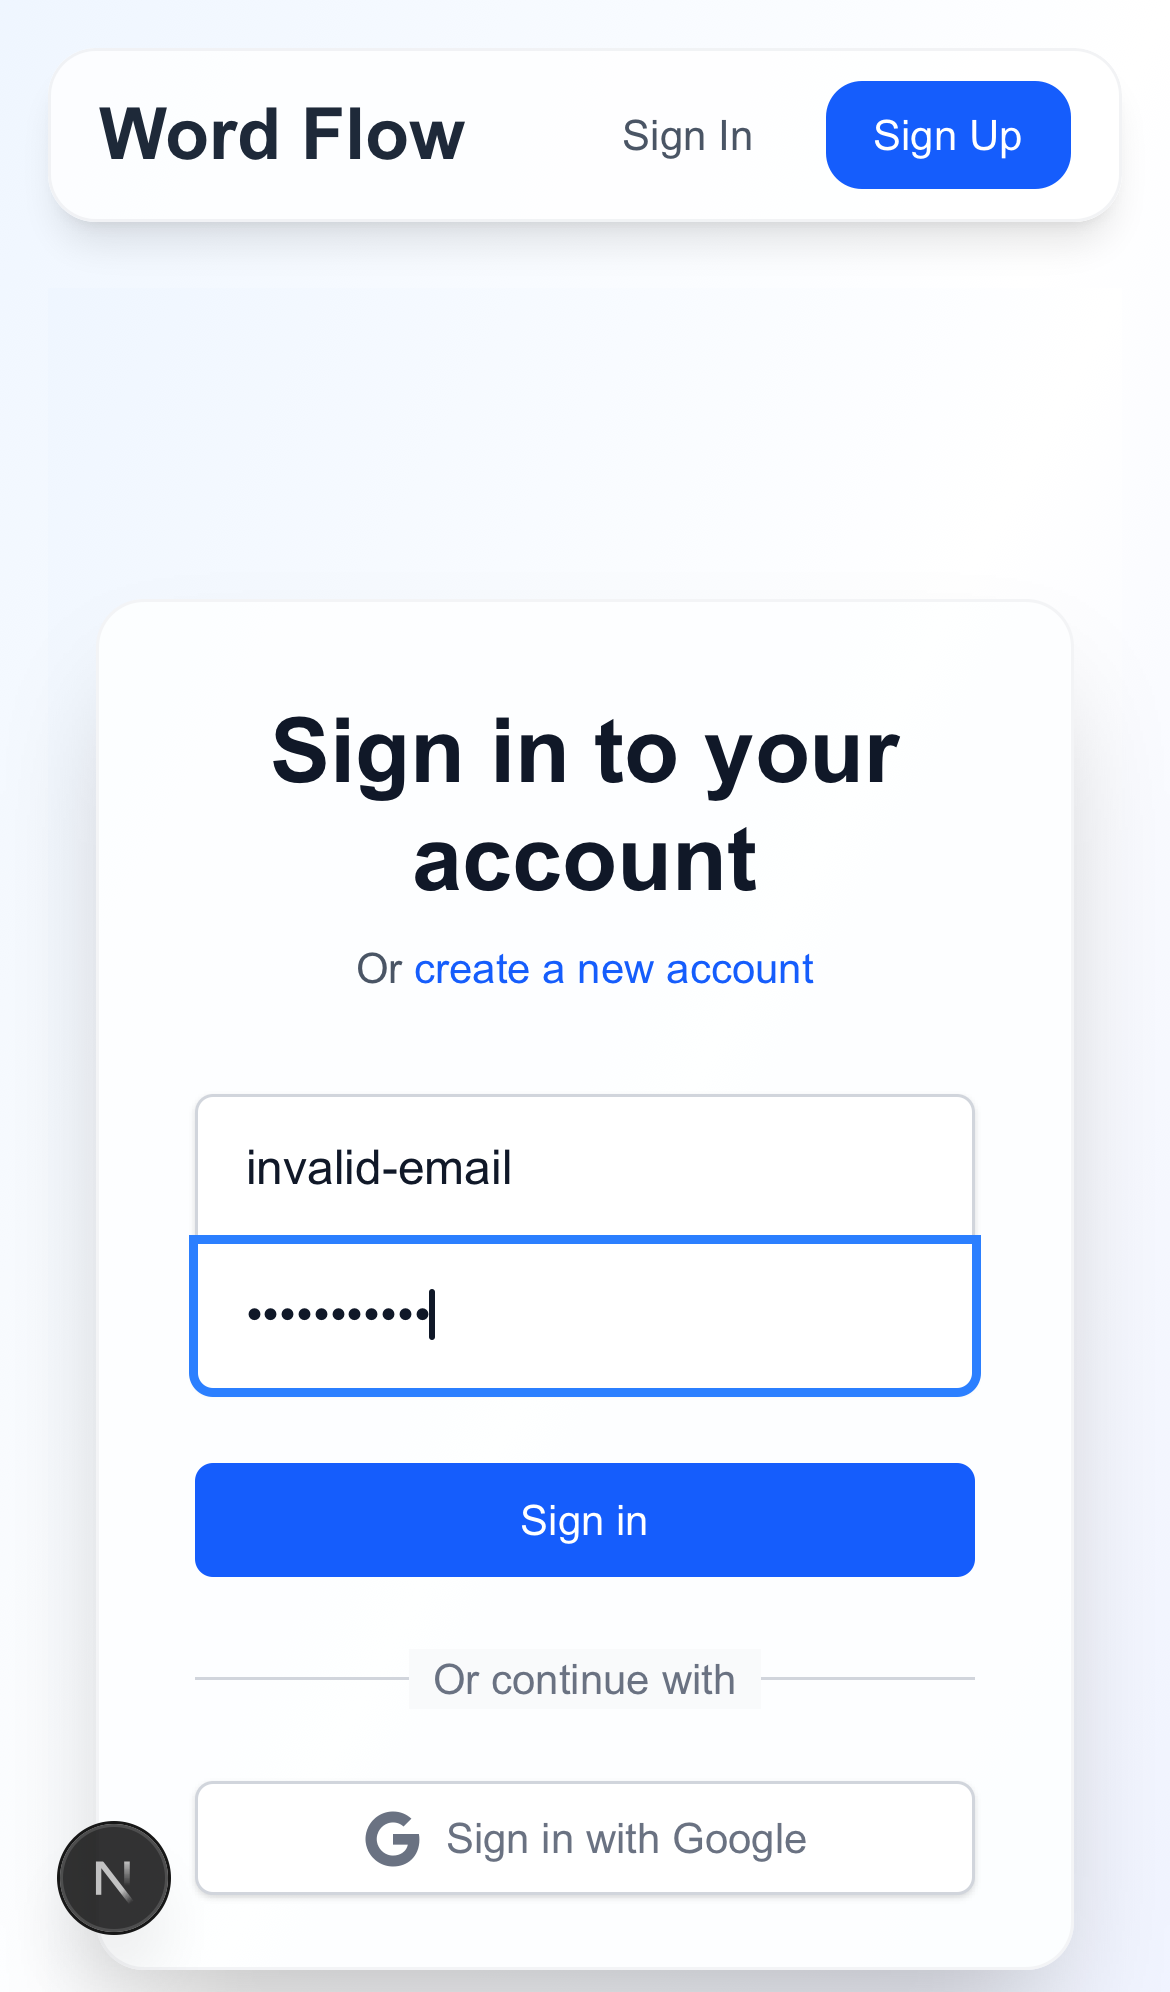 Word Flow
Sign In
Sign Up
Sign in to your
account
Or create a new account
invalid-email
•••••••••••
Sign in
Or continue with
Sign in with Google
N